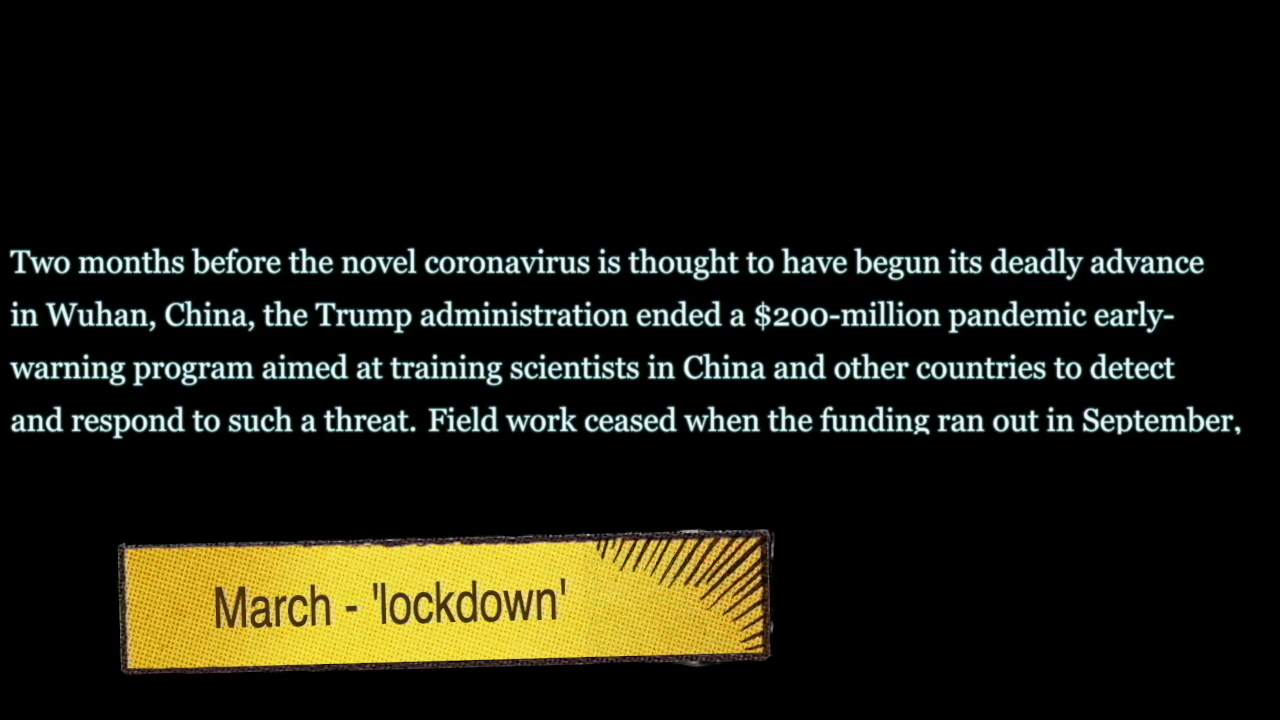 Two months before the novel coronavirus is thought to have begun its deadly advance
in Wuhan, China, the Trump administration ended a $200-million pandemic early-
warning program aimed at training scientists in China and other countries to detect
and respond to such a threat. Field work ceased when the funding ran out in September,
March - 'lockdown'